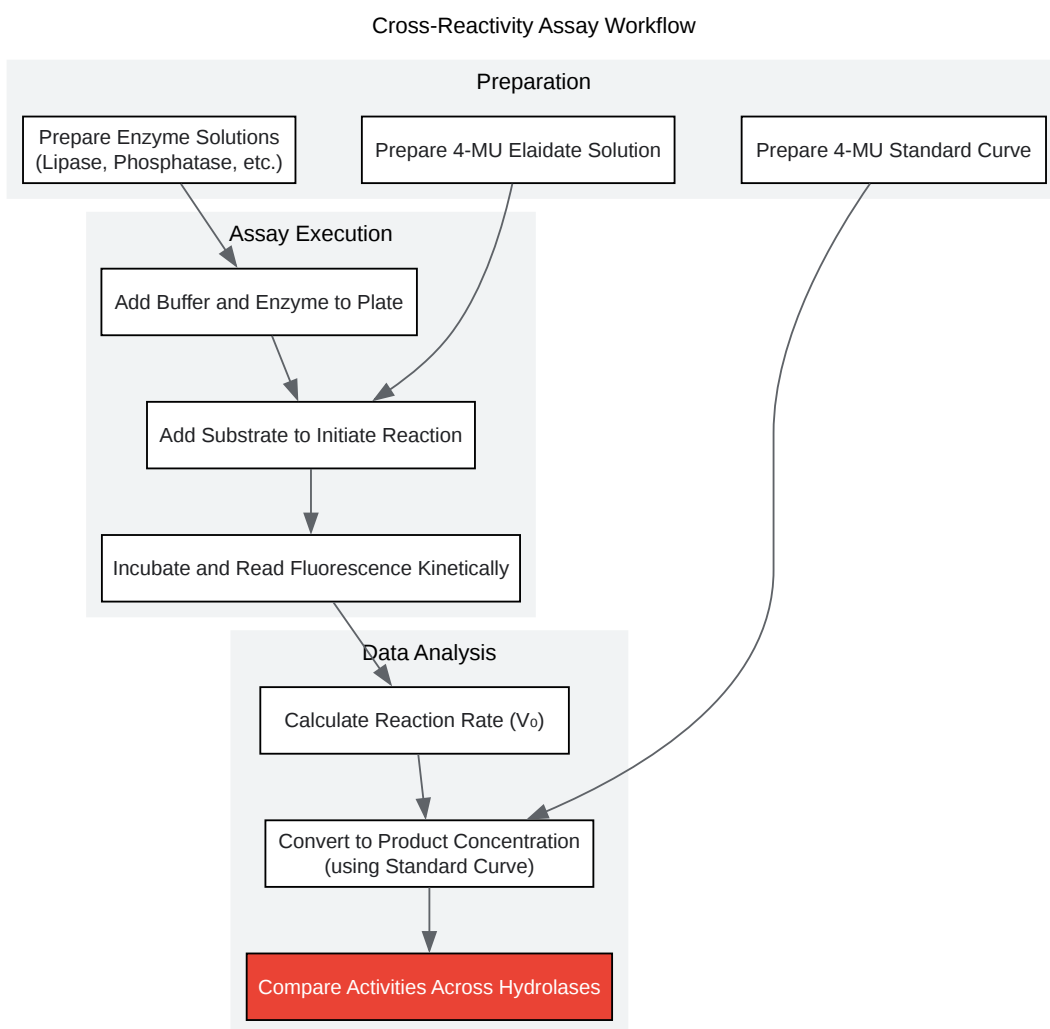 Cross-Reactivity Assay Workflow
Preparation
Prepare Enzyme Solutions
(Lipase, Phosphatase, etc.)
Prepare 4-MU Elaidate Solution
Prepare 4-MU Standard Curve
Assay Execution
Add Buffer and Enzyme to Plate
Add Substrate to Initiate Reaction
Incubate and Read Fluorescence Kinetically
Data Analysis
Calculate Reaction Rate (V₀)
Convert to Product Concentration
(using Standard Curve)
Compare Activities Across Hydrolases